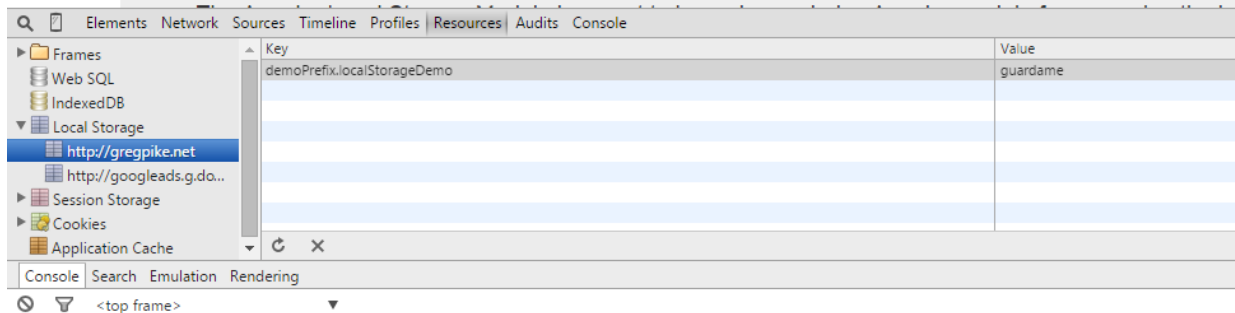 Elements Network Sources Timeline Profiles Resources Audits Console
Frames
Web SQL
IndexedDB
Local Storage
http://gregpike.net
http://googleads.g.do...
Session Storage
Cookies
Application Cache
Key Value
demoPrefix.localStorageDemo guardame
Console Search Emulation Rendering
<top frame>